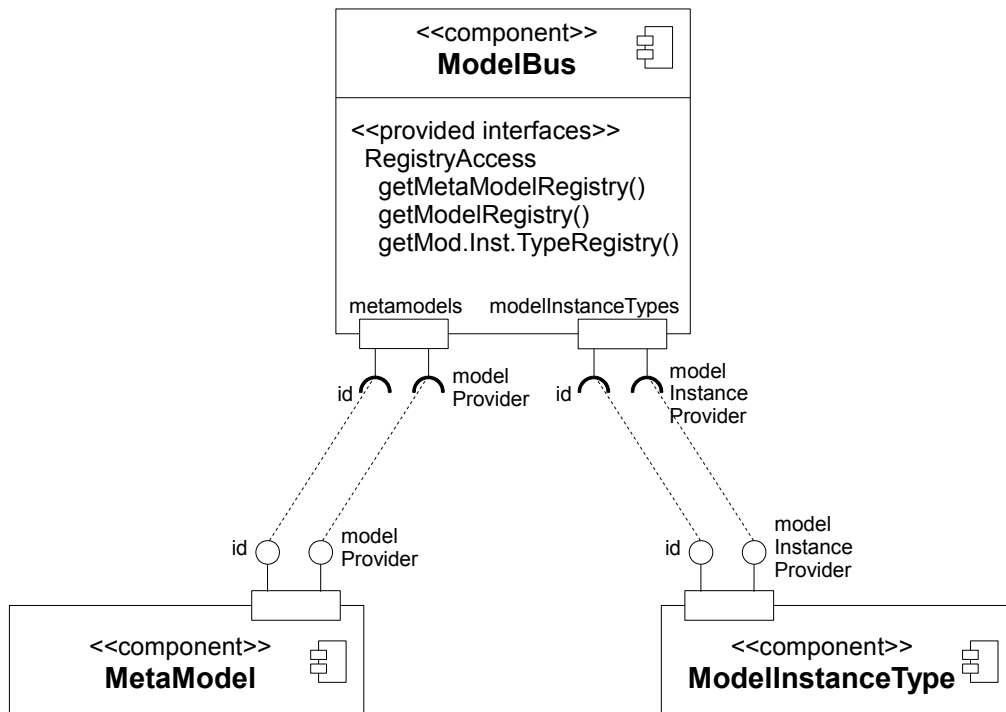 <<component>>
ModelBus
<<provided interfaces>>
RegistryAccess
getMetaModelRegistry()
getModelRegistry()
getMod.Inst.TypeRegistry()
metamodels
modelInstanceTypes
id
model
Provider
id
model
Instance
Provider
id
model
Provider
id
model
Instance
Provider
<<component>>
MetaModel
<<component>>
ModelInstanceType